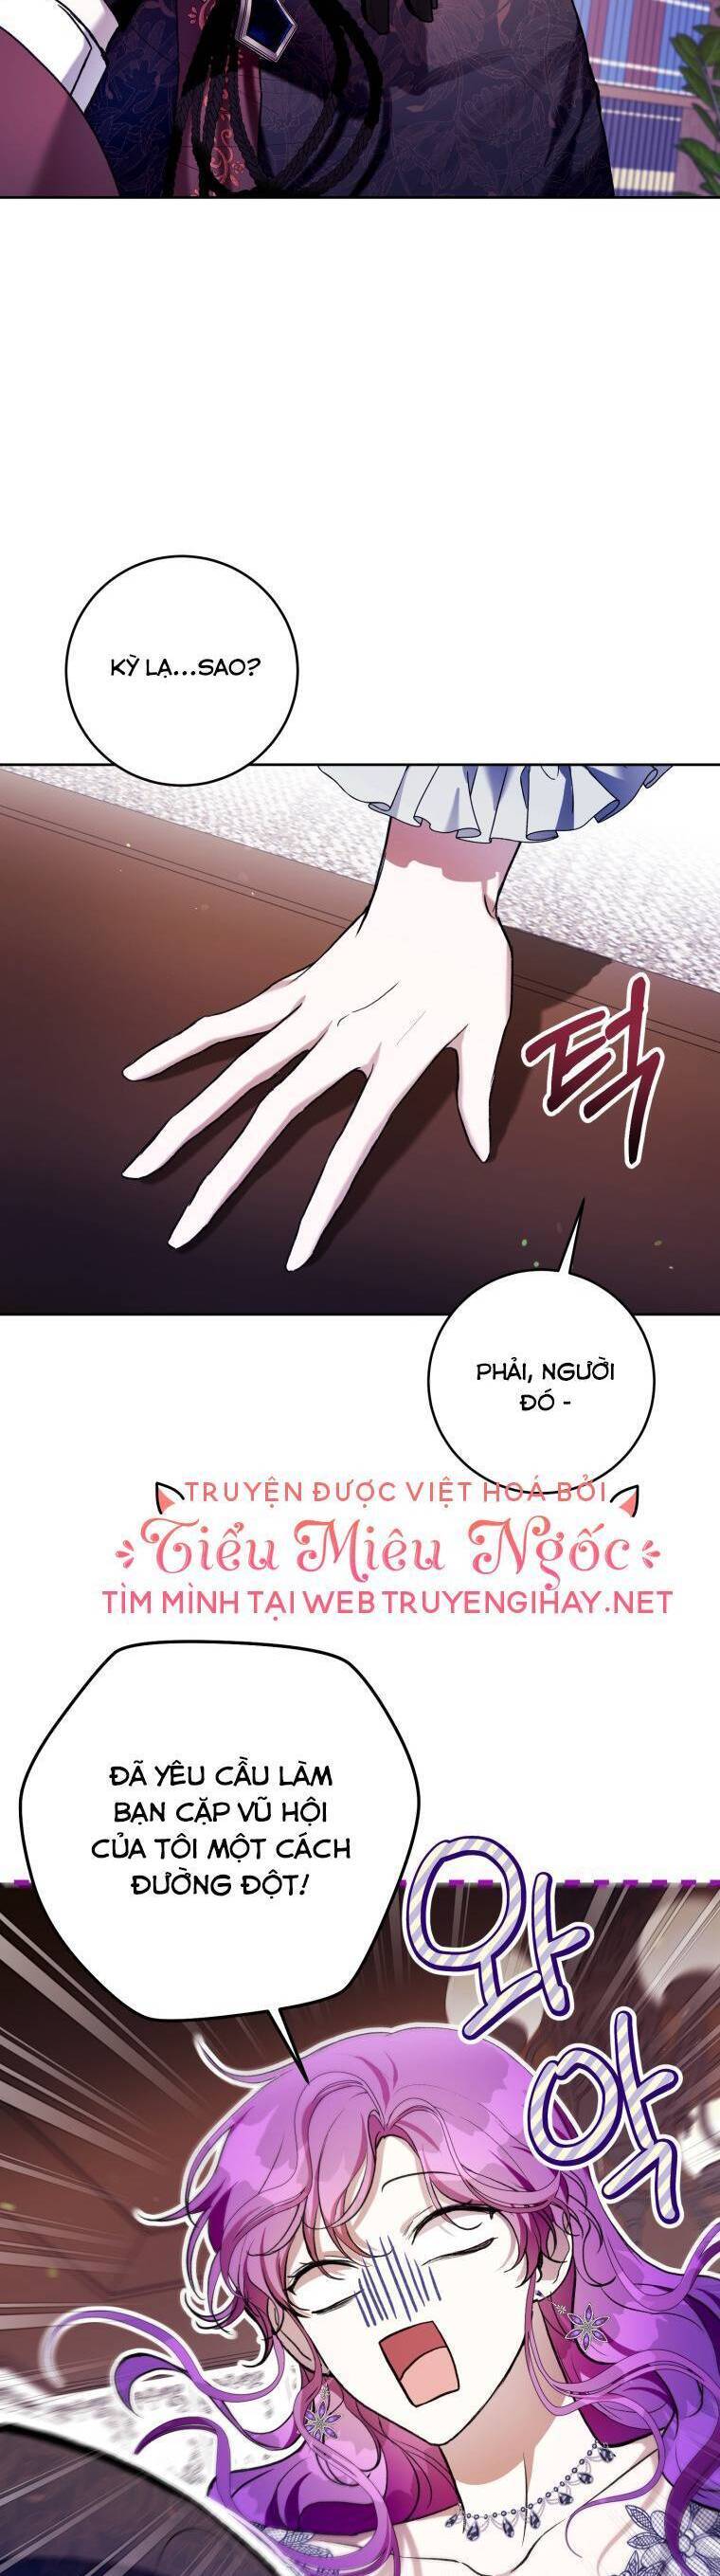 KỲ LẠ...SAO?
턱
PHẢI, NGƯỜI
ĐÓ -
TRUYỆN ĐƯỢC VIỆT HOÁ BỞI
Tiểu Miêu Ngốc
TÌM MÌNH TẠI WEB TRUYENGIHAY.NET
ĐÃ YÊU CẦU LÀM
BẠN CẶP VŨ HỘI
CỦA TÔI MỘT CÁCH
ĐƯỜNG ĐỘT!
와
악